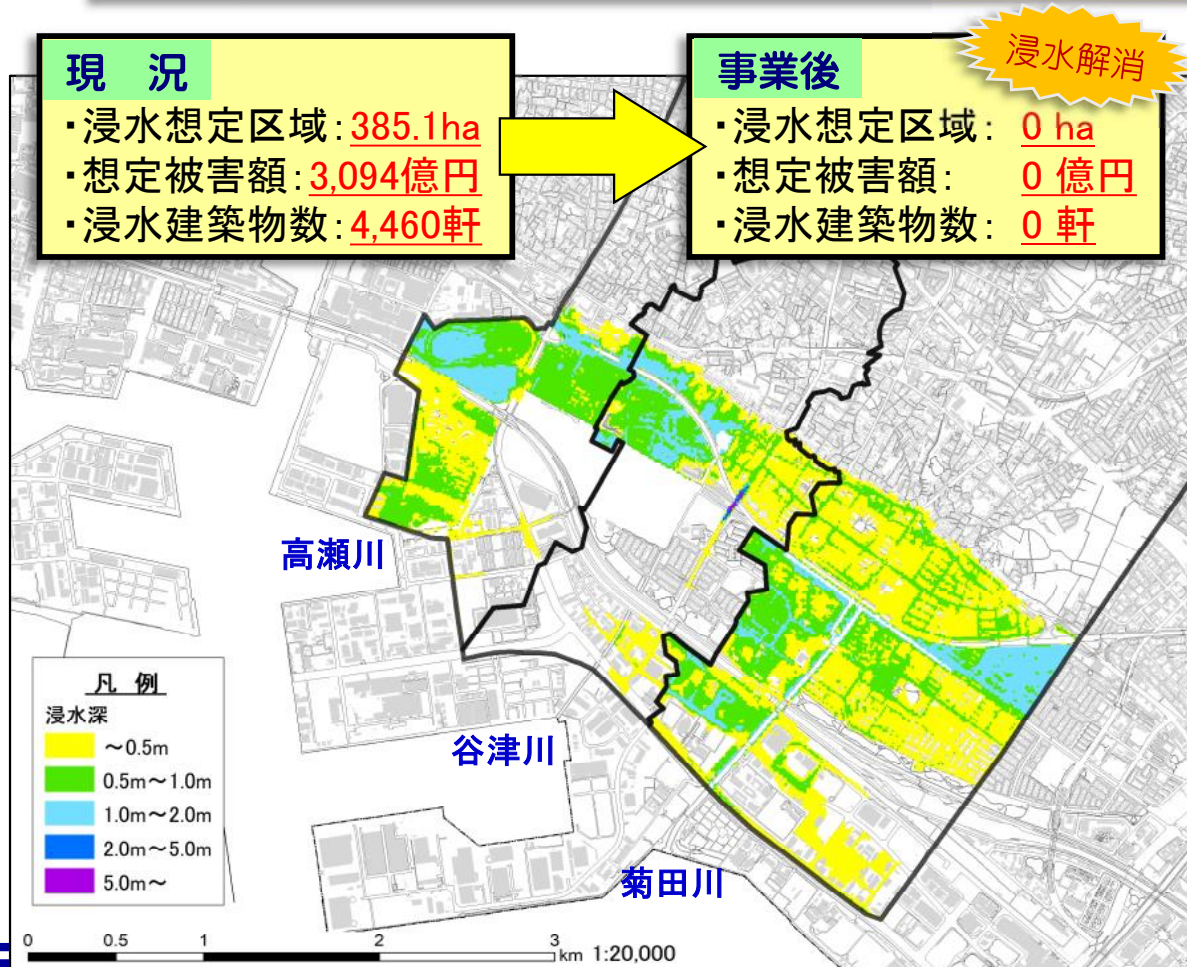 浸水解消
現 況
・浸水想定区域:385.1ha
・想定被害額:3,094億円
・浸水建築物数:4,460軒
事業後
・浸水想定区域: 0 ha
・想定被害額: 0 億円
・浸水建築物数: 0 軒
高瀬川
谷津川
菊田川
凡 例
浸水深
～0.5m
0.5m～1.0m
1.0m～2.0m
2.0m～5.0m
5.0m～
0 0.5 1 2 3 km 1:20,000